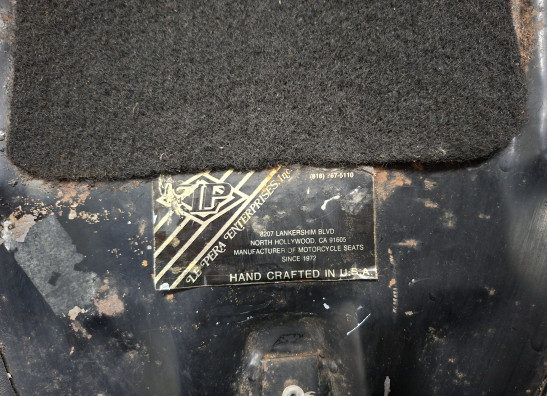 LP
(818) 767-5110
LE PERA ENTERPRISES, INC
8207 LANKERSHIM BLVD
NORTH HOLLYWOOD, CA 91605
MANUFACTURER OF MOTORCYCLE SEATS
SINCE 1972
HAND CRAFTED IN U.S.A.